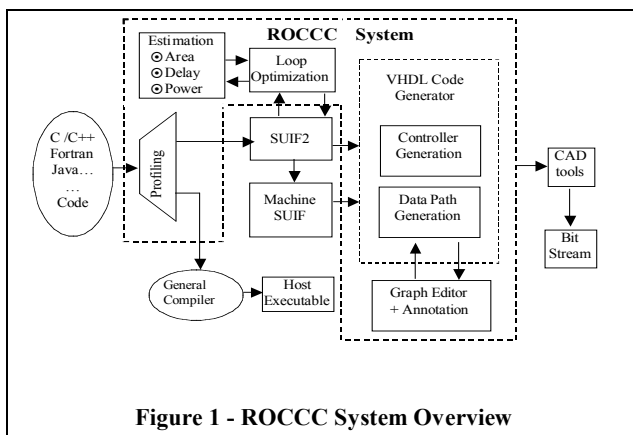 ROCCC System
Estimation
⊙ Area
⊙ Delay
⊙ Power
Loop
Optimization
VHDL Code
Generator
C /C++
Fortran
Java…
…
Code
Profiling
SUIF2
Controller
Generation
CAD
tools
Machine
SUIF
Data Path
Generation
Bit
Stream
General
Compiler
Host
Executable
Graph Editor
+ Annotation
Figure 1 - ROCCC System Overview